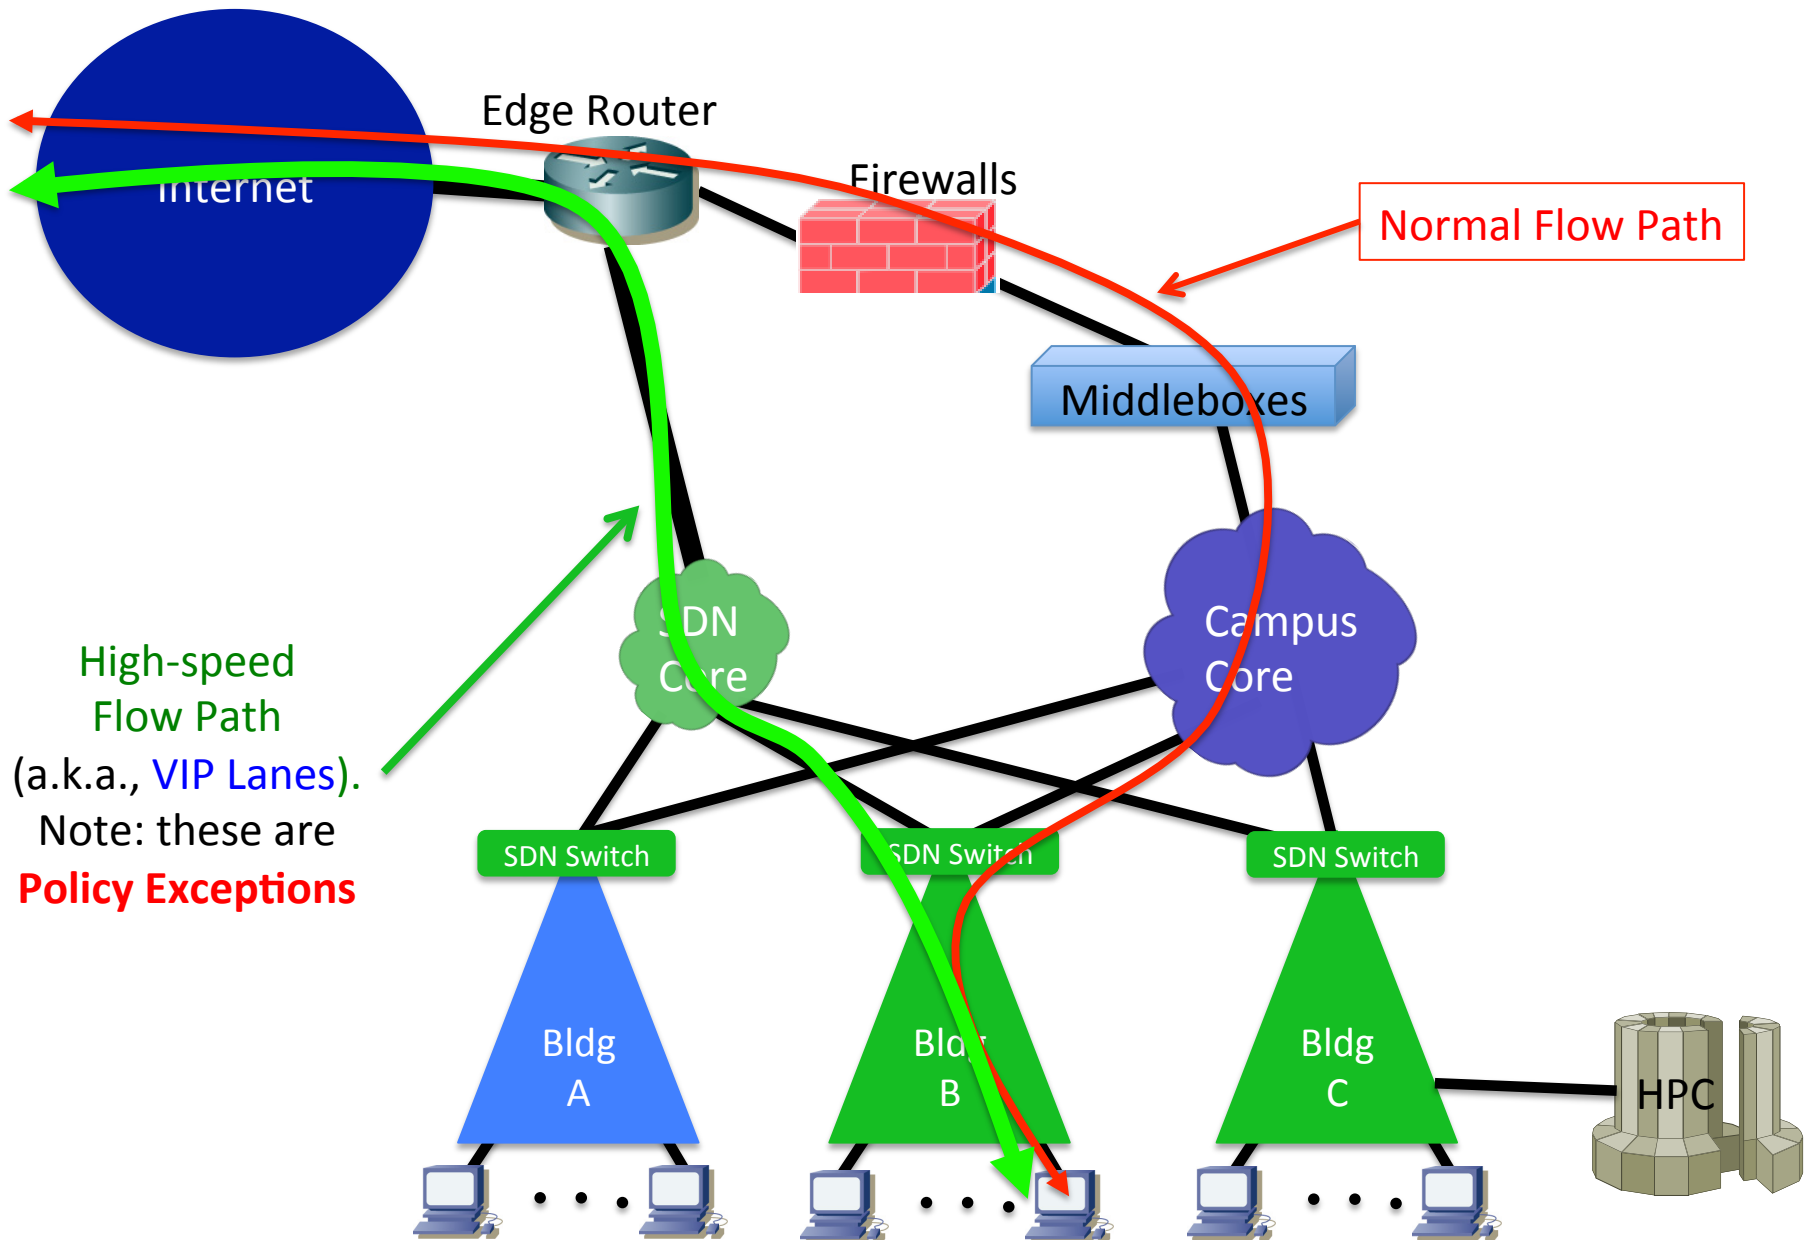 Edge Router
Internet
Firewalls
Normal Flow Path
Middleboxes
SDN
Core
Campus
Core
High-speed
Flow Path
(a.k.a., VIP Lanes).
Note: these are
Policy Exceptions
SDN Switch
SDN Switch
SDN Switch
Bldg
A
Bldg
B
Bldg
C
HPC